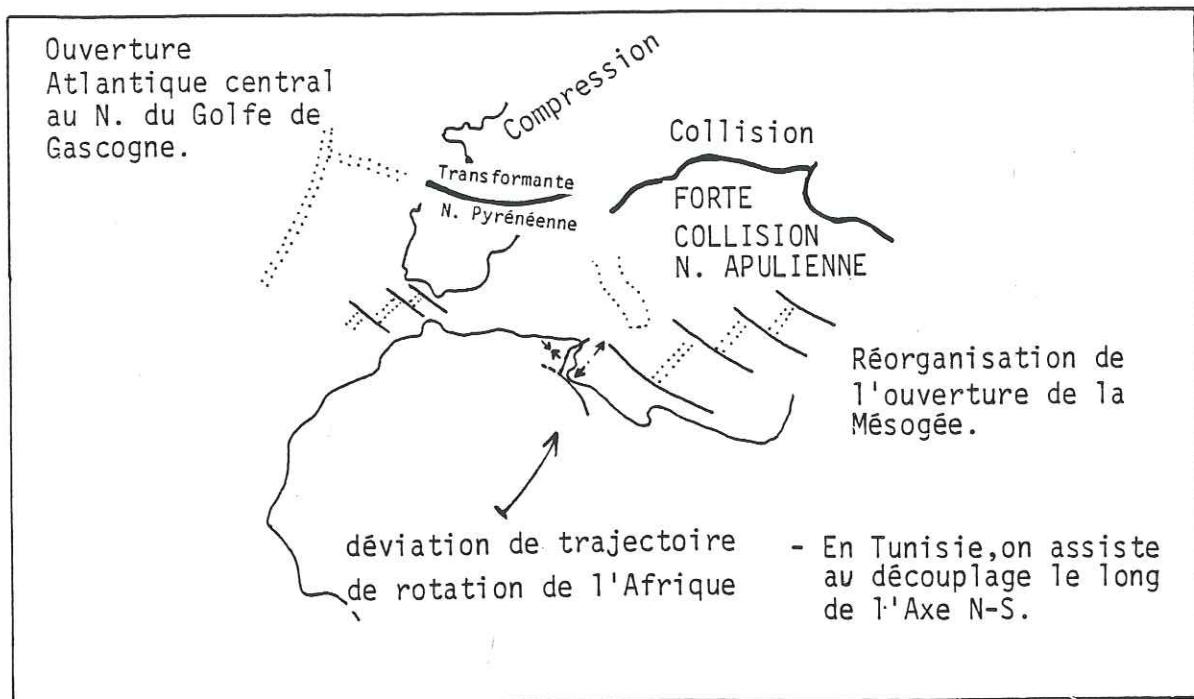 Ouverture
Atlantique central
au N. du Golfe de
Gascogne.
Compression
Transformante
N. Pyrénéenne
Collision
FORTE
COLLISION
N. APULIENNE
Réorganisation de
l'ouverture de la
Mésogée.
déviation de trajectoire
de rotation de l'Afrique
- En Tunisie,on assiste
au découplage le long
de l'Axe N-S.